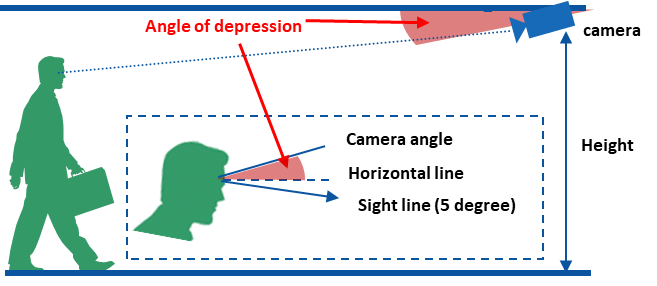 Angle of depression
camera
Camera angle
Height
Horizontal line
Sight line (5 degree)